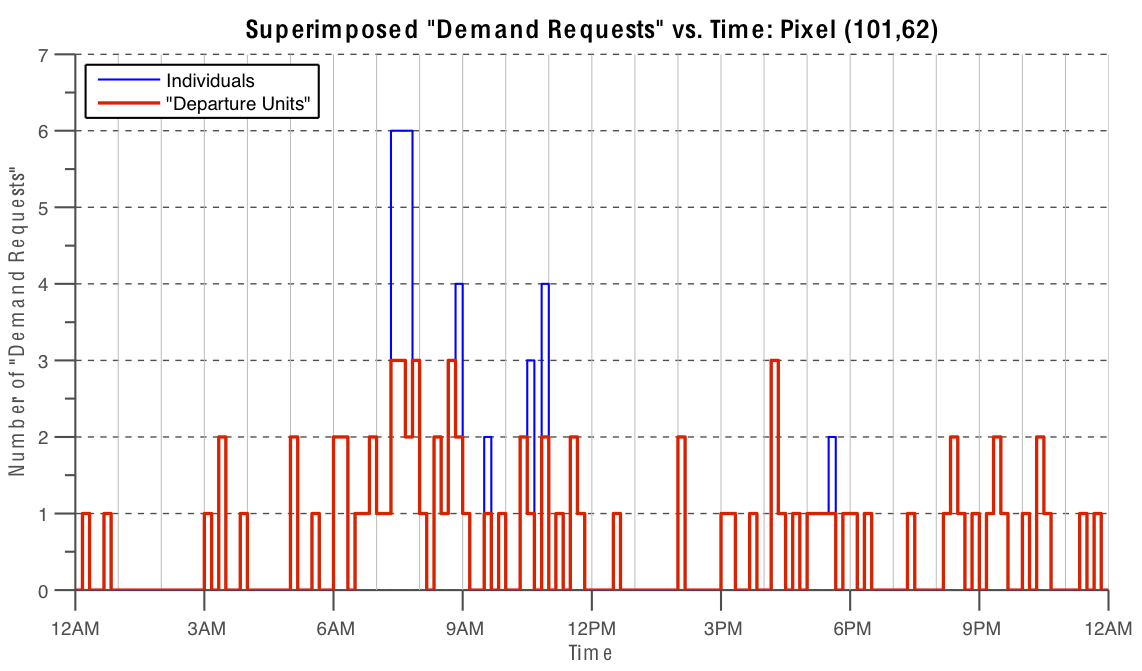 Superimposed "Demand Requests" vs. Time: Pixel (101,62)
Individuals
"Departure Units"
Number of "Demand Requests"
7
6
5
4
3
2
1
0
12AM 3AM 6AM 9AM 12PM 3PM 6PM 9PM 12AM
Time